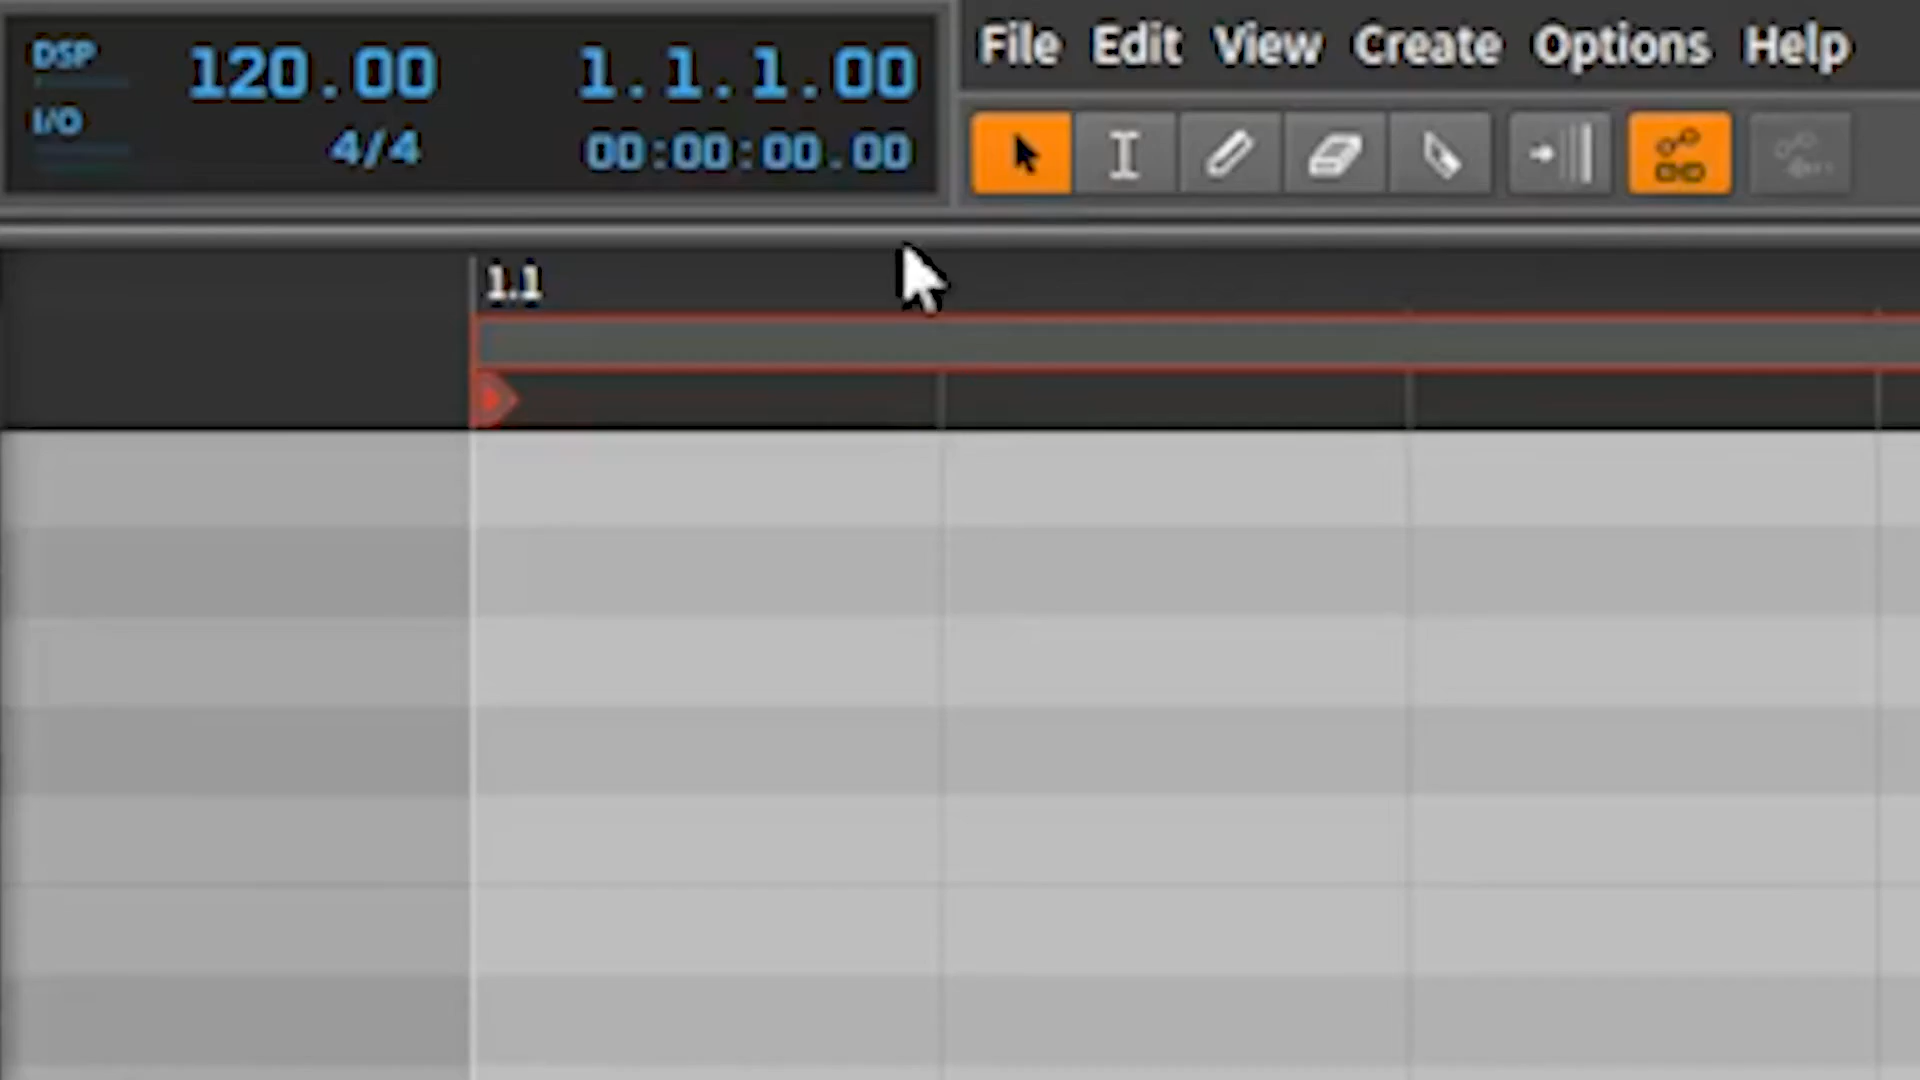 DSP 120.00 1.1.1.00
I/O 4/4 00:00:00.00
File Edit View Create Options Help
1.1